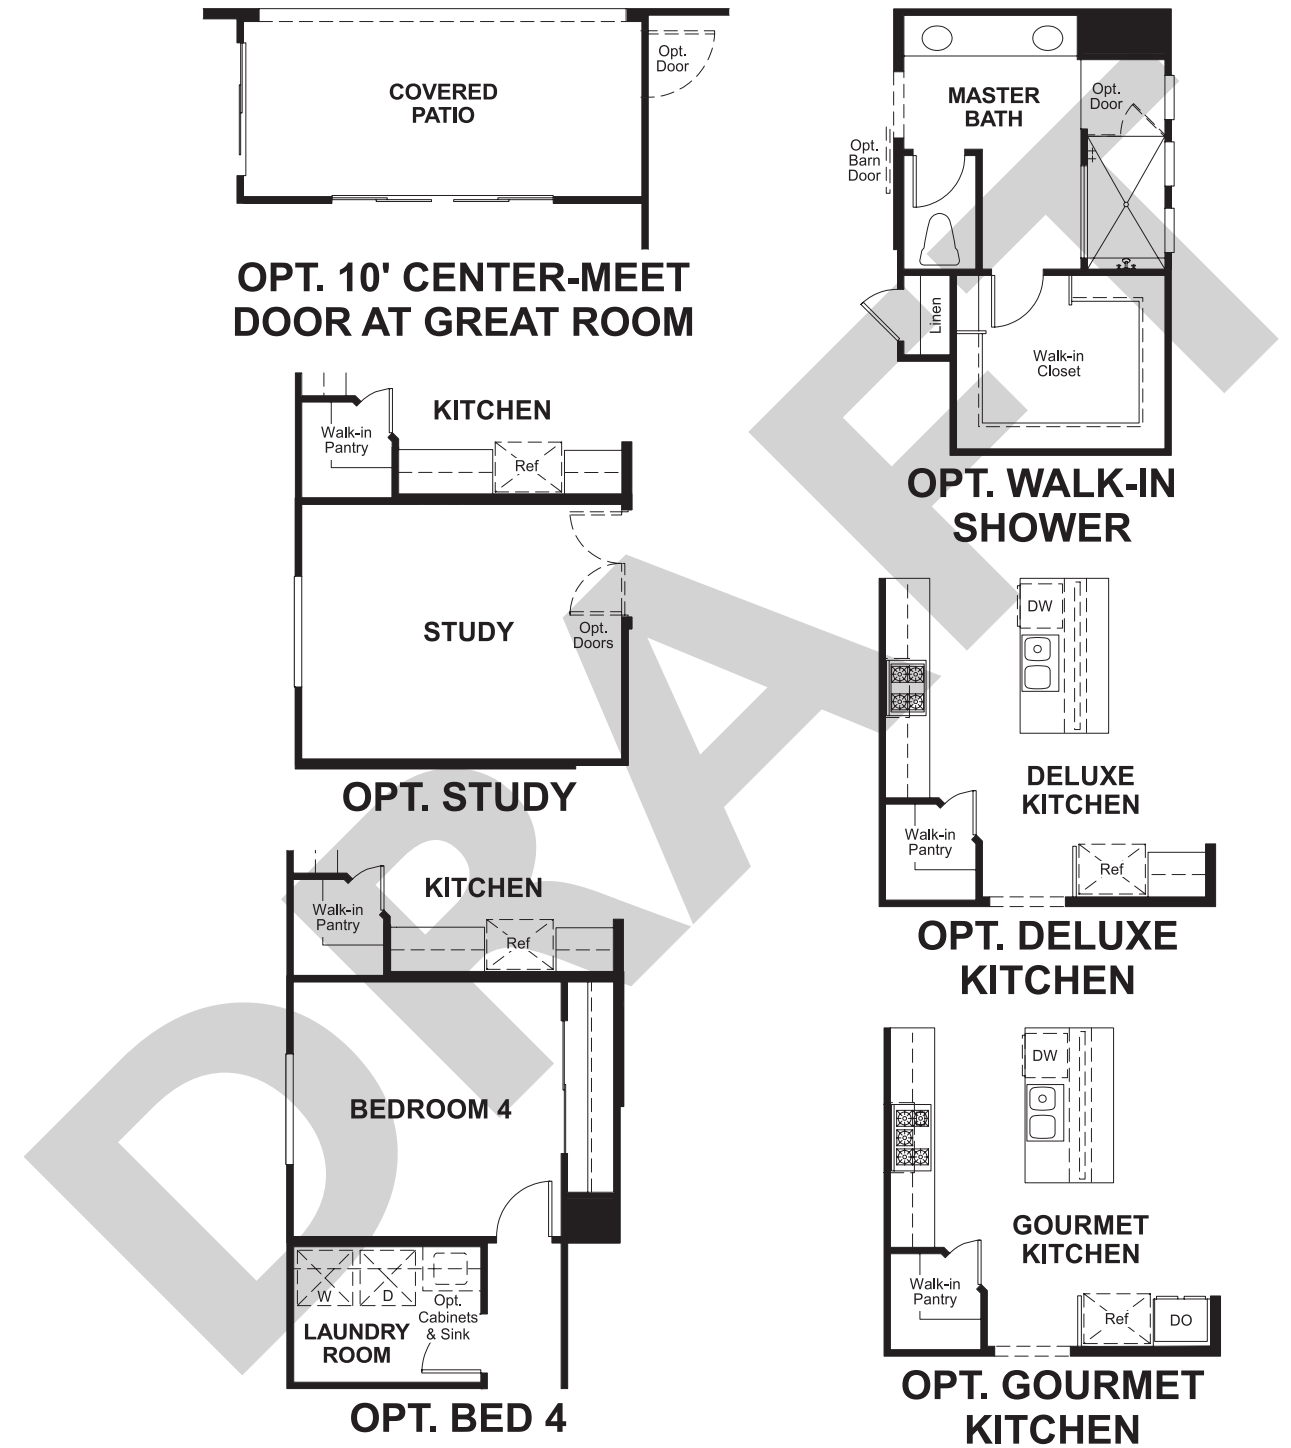 COVERED
PATIO
Opt.
Door
OPT. 10' CENTER-MEET
DOOR AT GREAT ROOM
KITCHEN
Walk-in
Pantry
Ref
STUDY
Opt.
Doors
OPT. STUDY
KITCHEN
Walk-in
Pantry
Ref
BEDROOM 4
W
D
Opt.
Cabinets
& Sink
LAUNDRY
ROOM
OPT. BED 4
MASTER
BATH
Opt.
Door
Opt.
Barn
Door
Linen
Walk-in
Closet
OPT. WALK-IN
SHOWER
DW
DELUXE
KITCHEN
Walk-in
Pantry
Ref
OPT. DELUXE
KITCHEN
DW
GOURMET
KITCHEN
Walk-in
Pantry
Ref
DO
OPT. GOURMET
KITCHEN
DRAFT